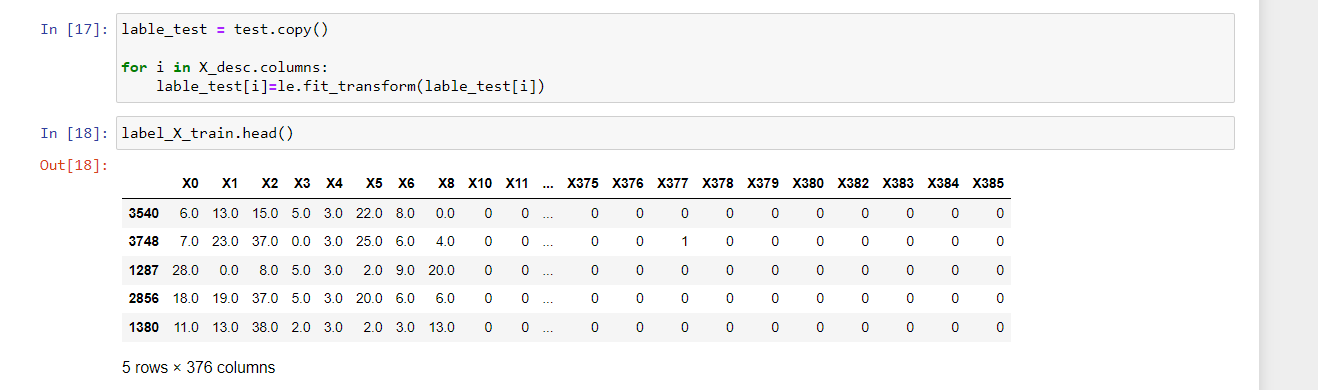 In [17]: lable_test = test.copy()
for i in X_desc.columns:
lable_test[i]=le.fit_transform(lable_test[i])
In [18]: label_X_train.head()
Out[18]:
X0 X1 X2 X3 X4 X5 X6 X8 X10 X11 ... X375 X376 X377 X378 X379 X380 X382 X383 X384 X385
3540 6.0 13.0 15.0 5.0 3.0 22.0 8.0 0.0 0 0 ... 0 0 0 0 0 0 0 0 0 0
3748 7.0 23.0 37.0 0.0 3.0 25.0 6.0 4.0 0 0 ... 0 0 1 0 0 0 0 0 0 0
1287 28.0 0.0 8.0 5.0 3.0 2.0 9.0 20.0 0 0 ... 0 0 0 0 0 0 0 0 0 0
2856 18.0 19.0 37.0 5.0 3.0 20.0 6.0 6.0 0 0 ... 0 0 0 0 0 0 0 0 0 0
1380 11.0 13.0 38.0 2.0 3.0 2.0 3.0 13.0 0 0 ... 0 0 0 0 0 0 0 0 0 0
5 rows × 376 columns